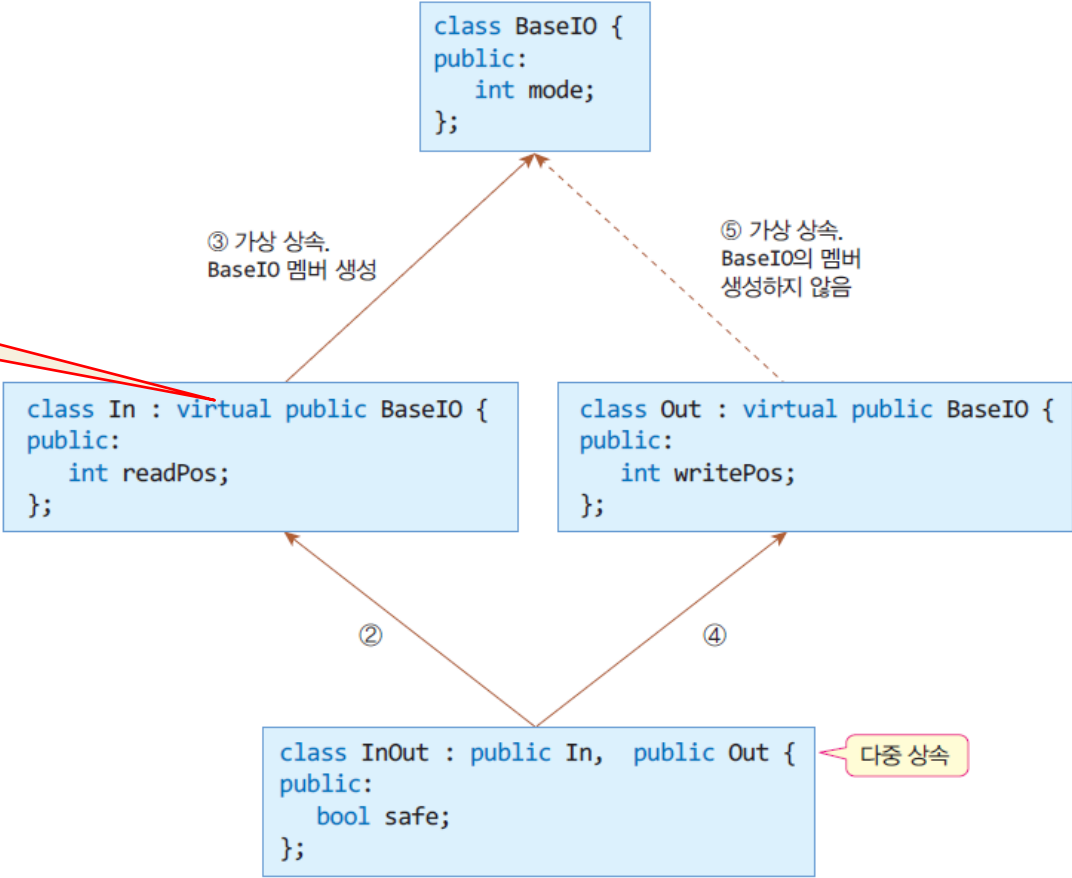 class BaseIO {
public:
   int mode;
};
③ 가상 상속.
BaseIO 멤버 생성
⑤ 가상 상속.
BaseIO의 멤버
생성하지 않음
class In : virtual public BaseIO {
public:
   int readPos;
};
class Out : virtual public BaseIO {
public:
   int writePos;
};
②
④
class InOut : public In,  public Out {
public:
   bool safe;
};
다중 상속